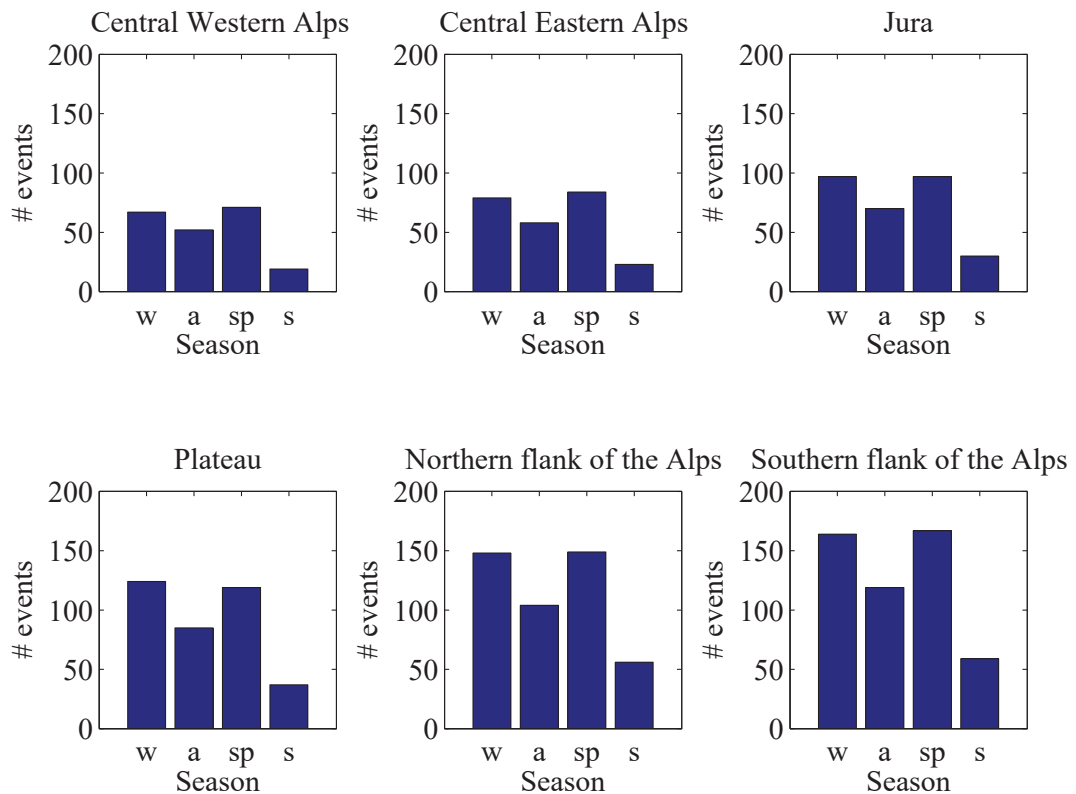 Central Western Alps
200
150
100
50
0
# events
w a sp s
Season
Central Eastern Alps
200
150
100
50
0
# events
w a sp s
Season
Jura
200
150
100
50
0
# events
w a sp s
Season
Plateau
200
150
100
50
0
# events
w a sp s
Season
Northern flank of the Alps
200
150
100
50
0
# events
w a sp s
Season
Southern flank of the Alps
200
150
100
50
0
# events
w a sp s
Season